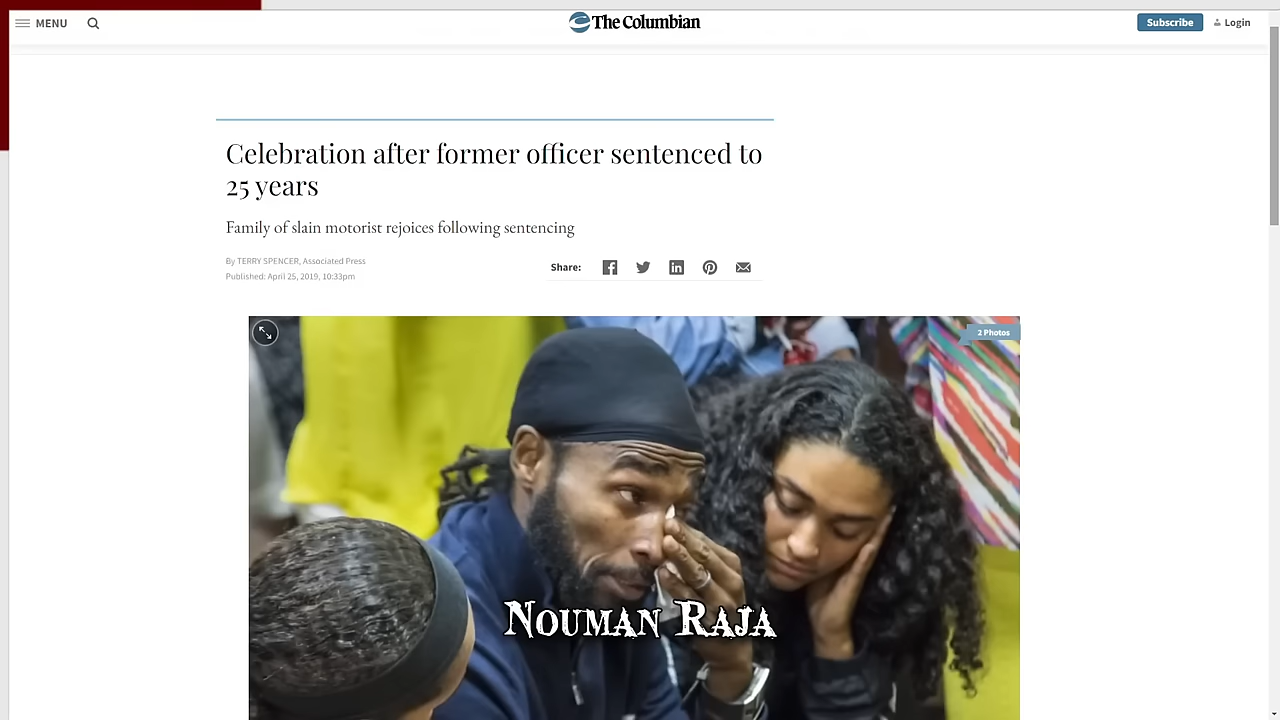 MENU
The Columbian
Subscribe
Login
Celebration after former officer sentenced to
25 years
Family of slain motorist rejoices following sentencing
By TERRY SPENCER, Associated Press
Published: April 25, 2019, 10:33pm
Share:
2 Photos
Nouman Raja